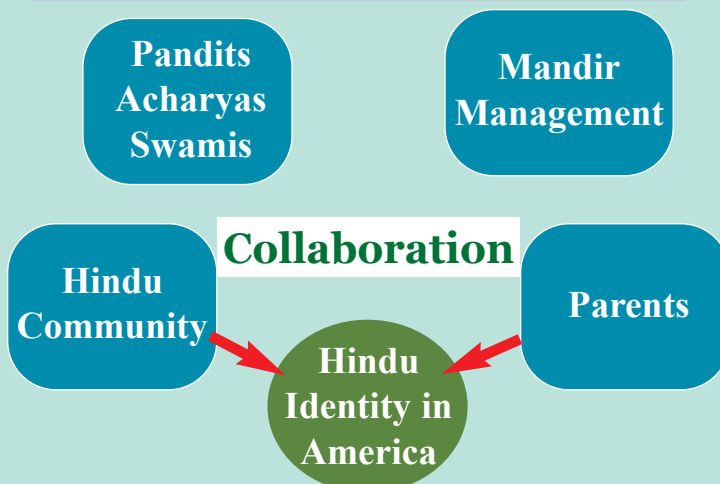 Pandits
Acharyas
Swamis
Mandir
Management
Collaboration
Hindu
Community
Parents
Hindu
Identity in
America